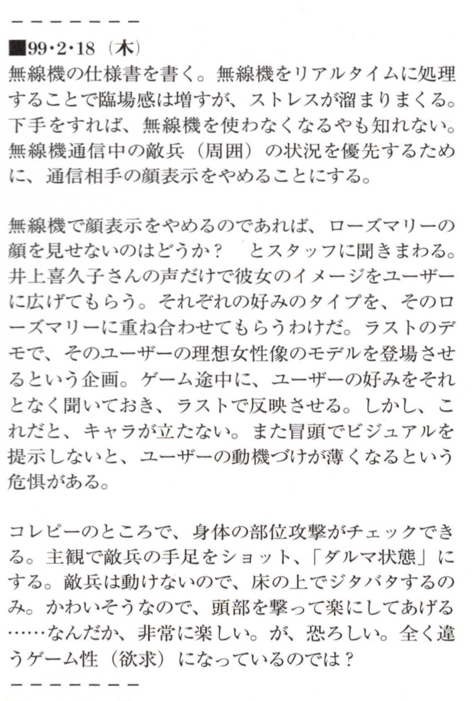 －－－－－－－
■99・2・18（木）
無線機の仕様書を書く。無線機をリアルタイムに処理
することで臨場感は増すが、ストレスが溜まりまくる。
下手をすれば、無線機を使わなくなるやも知れない。
無線機通信中の敵兵（周囲）の状況を優先するため
に、通信相手の顔表示をやめることにする。
無線機で顔表示をやめるのであれば、ローズマリーの
顔を見せないのはどうか？　とスタッフに聞きまわる。
井上喜久子さんの声だけで彼女のイメージをユーザー
に広げてもらう。それぞれの好みのタイプを、そのロ
ーズマリーに重ね合わせてもらうわけだ。ラストのデ
モで、そのユーザーの理想女性像のモデルを登場させ
るという企画。ゲーム途中に、ユーザーの好みをそれ
となく聞いておき、ラストで反映させる。しかし、こ
れだと、キャラが立たない。また冒頭でビジュアルを
提示しないと、ユーザーの動機づけが薄くなるという
危惧がある。
コレピーのところで、身体の部位攻撃がチェックでき
る。主観で敵兵の手足をショット、「ダルマ状態」に
する。敵兵は動けないので、床の上でジタバタするの
み。かわいそうなので、頭部を撃って楽にしてあげる
……なんだか、非常に楽しい。が、恐ろしい。全く違
うゲーム性（欲求）になっているのでは？
－－－－－－－